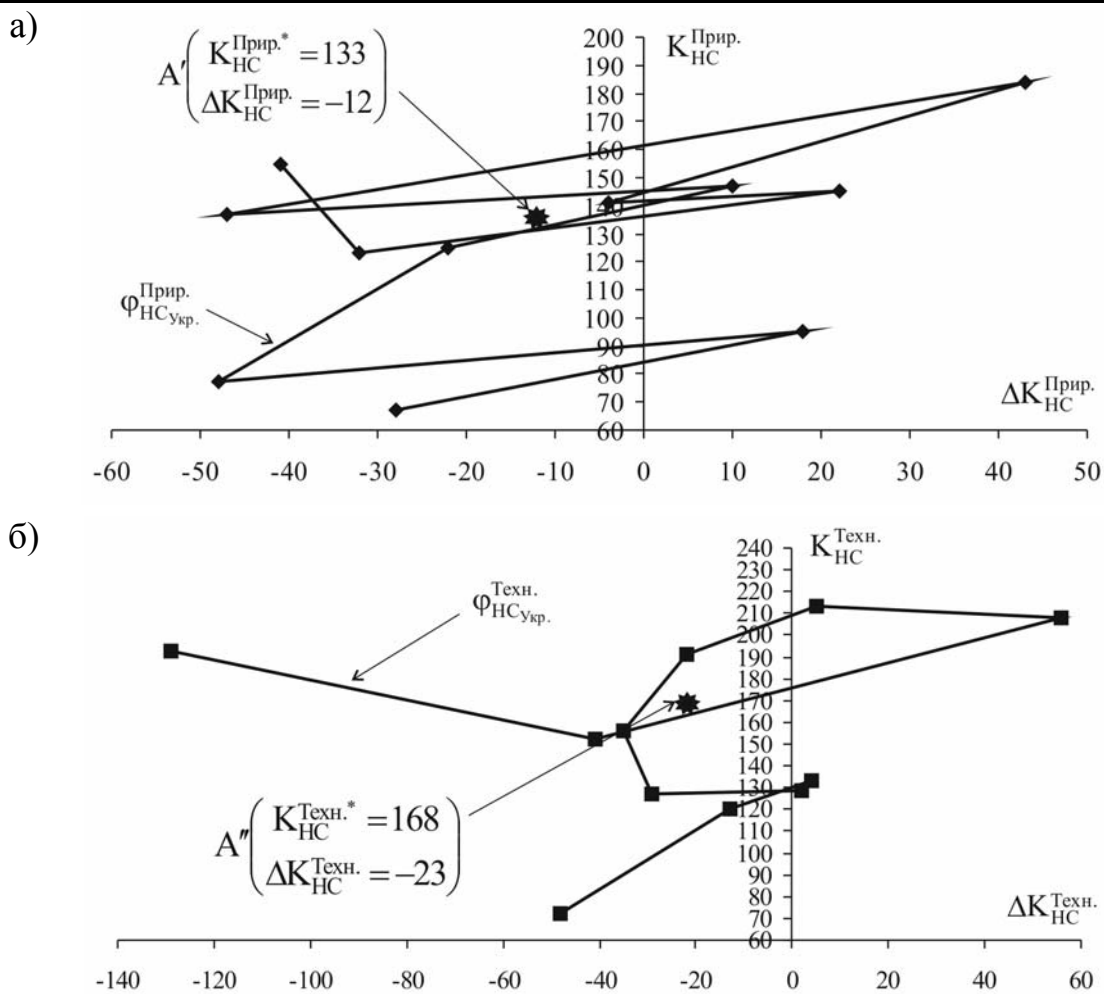 а)
K_НС^Прир.
A′ ( K_НС^Прир.* = 133
ΔK_НС^Прир. = −12 )
φ_НС_Укр.^Прир.
ΔK_НС^Прир.
200
190
180
170
160
150
140
130
120
110
100
90
80
70
60
-60 -50 -40 -30 -20 -10 0 10 20 30 40 50
б)
K_НС^Техн.
φ_НС_Укр.^Техн.
A″ ( K_НС^Техн.* = 168
ΔK_НС^Техн. = −23 )
ΔK_НС^Техн.
240
230
220
210
200
190
180
170
160
150
140
130
120
110
100
90
80
70
60
-140 -120 -100 -80 -60 -40 -20 0 20 40 60